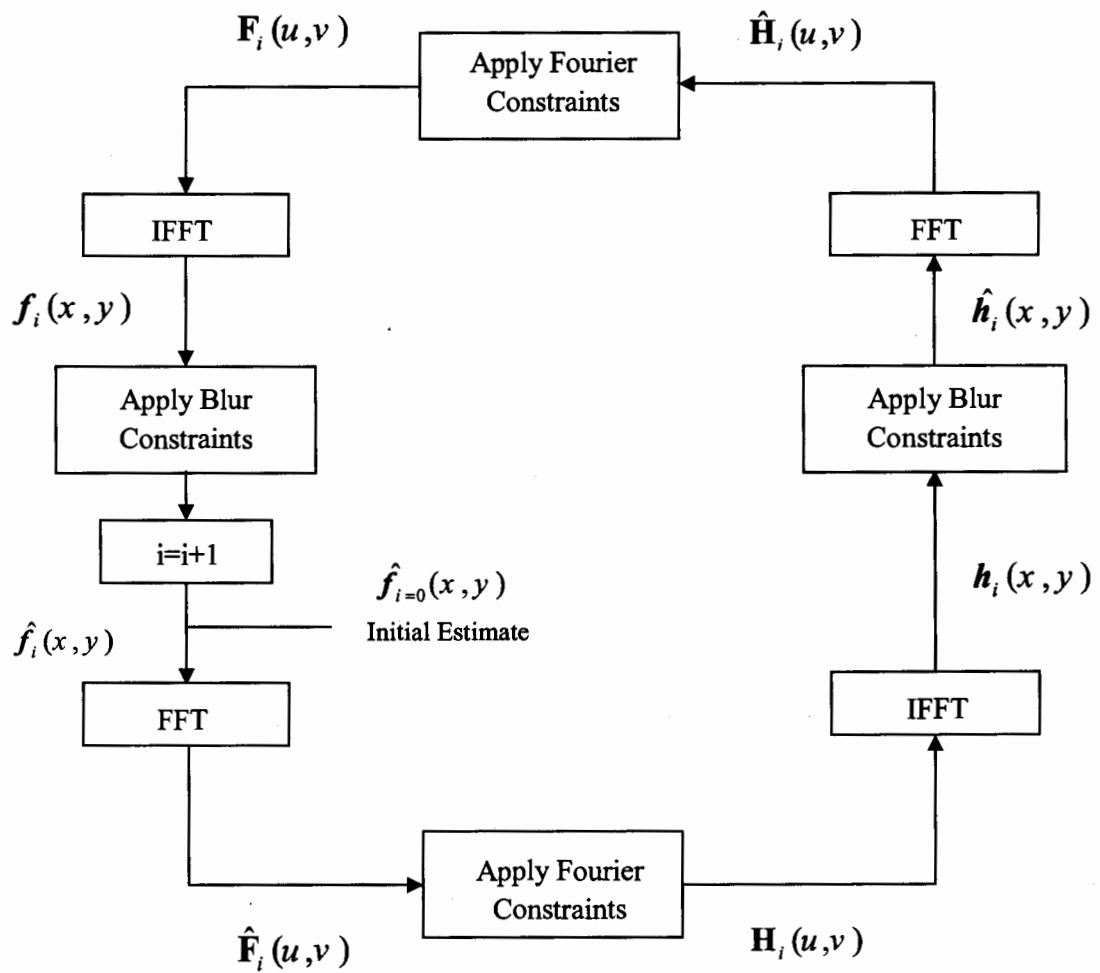 F_i(u,v)
Ĥ_i(u,v)
Apply Fourier
Constraints
IFFT
FFT
f_i(x,y)
ĥ_i(x,y)
Apply Blur
Constraints
Apply Blur
Constraints
i=i+1
f̂_{i=0}(x,y)
Initial Estimate
h_i(x,y)
f̂_i(x,y)
FFT
IFFT
Apply Fourier
Constraints
F̂_i(u,v)
H_i(u,v)